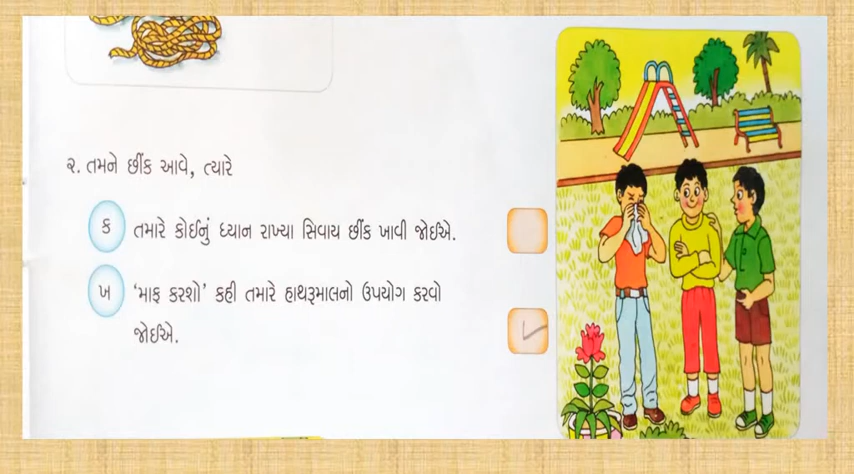 ૨. તમને છીંક આવે, ત્યારે
ક તમારે કોઈનું ધ્યાન રાખ્યા સિવાય છીંક ખાવી જોઈએ.
ખ ‘માફ કરશો’ કહી તમારે હાથરૂમાલનો ઉપયોગ કરવો
જોઈએ.